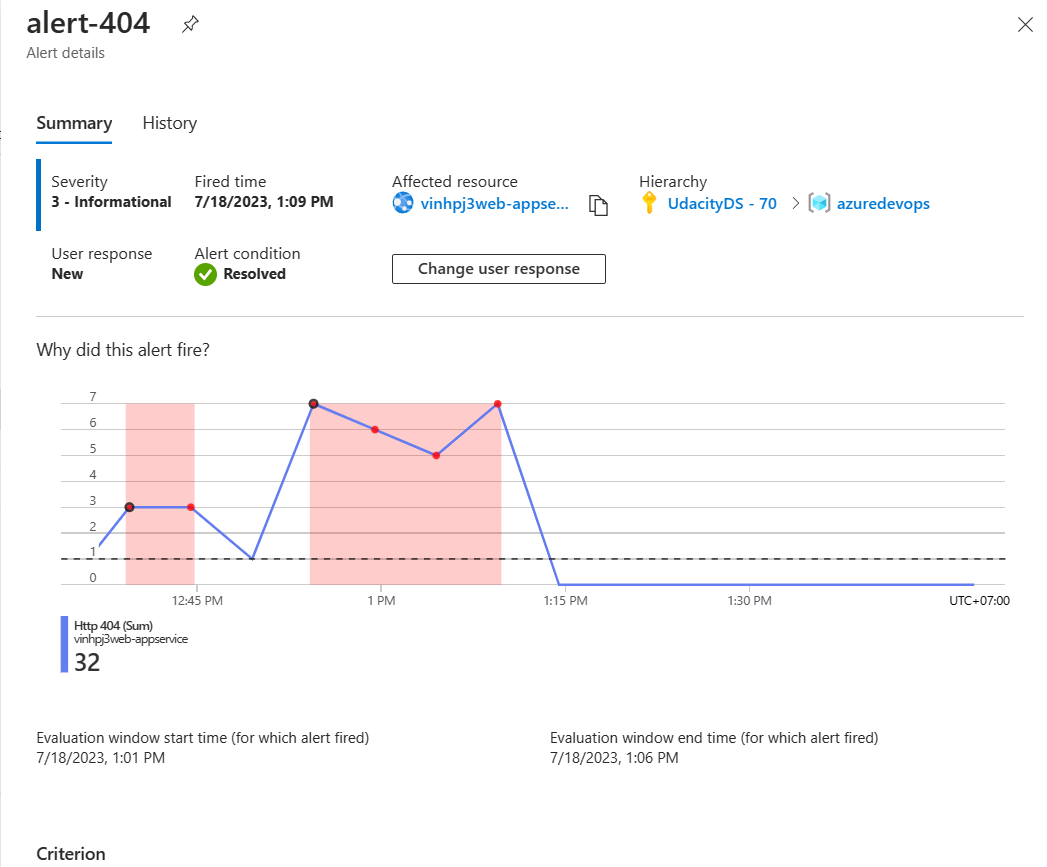 alert-404
Alert details
Summary History
Severity Fired time Affected resource Hierarchy
3 - Informational 7/18/2023, 1:09 PM vinhpj3web-appse... UdacityDS - 70 > azuredevops
User response Alert condition
New Resolved Change user response
Why did this alert fire?
7
6
5
4
3
2
1
0
12:45 PM 1 PM 1:15 PM 1:30 PM UTC+07:00
Http 404 (Sum)
vinhpj3web-appservice
32
Evaluation window start time (for which alert fired) Evaluation window end time (for which alert fired)
7/18/2023, 1:01 PM 7/18/2023, 1:06 PM
Criterion